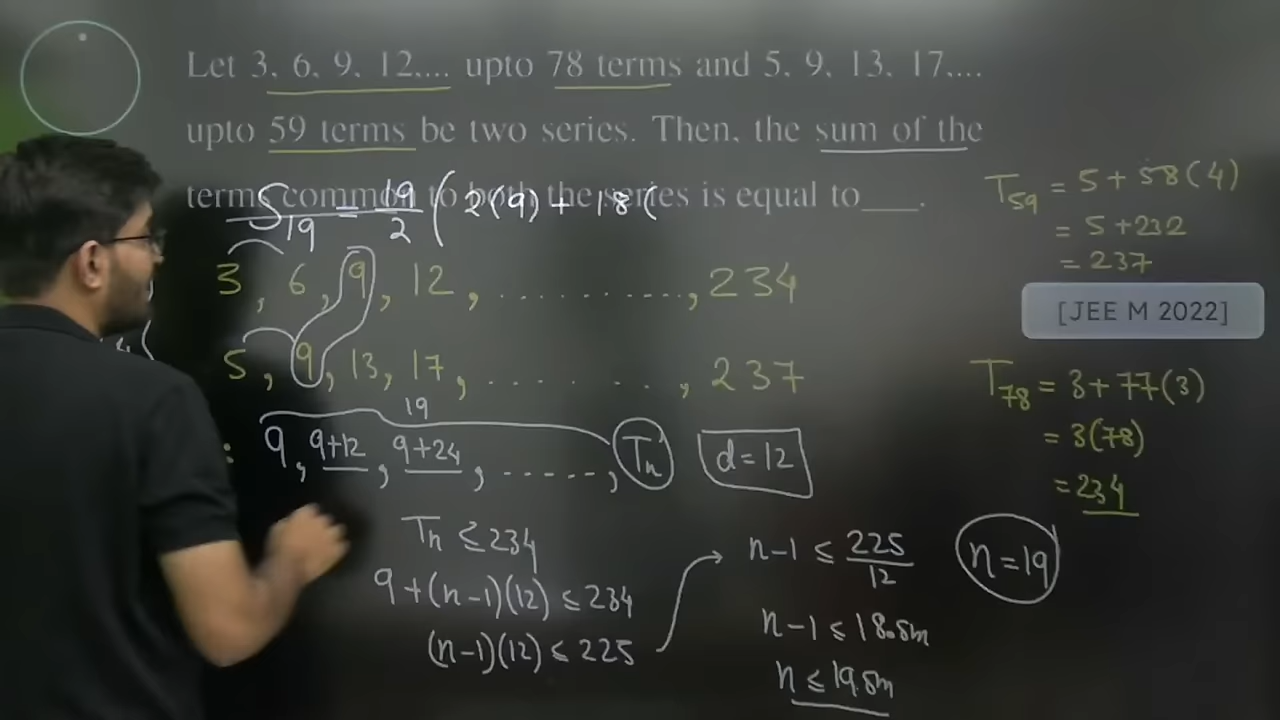 Let 3, 6, 9, 12,... upto 78 terms and 5, 9, 13, 17,...
upto 59 terms be two series. Then, the sum of the
terms common to both the series is equal to ___.
S₁₉ = 19/2 ( 2(9) + 18 (
3, 6, 9, 12, ..........., 234
5, 9, 13, 17, ..........., 237
19
: 9, 9+12, 9+24, ------, Tn
d = 12
Tn ≤ 234
9 + (n-1)(12) ≤ 234
(n-1)(12) ≤ 225
n-1 ≤ 225/12
n-1 ≤ 18.sm
n ≤ 19.sm
n = 19
T₅₉ = 5 + 58(4)
= 5 + 232
= 237
[JEE M 2022]
T₇₈ = 3 + 77(3)
= 3(78)
= 234